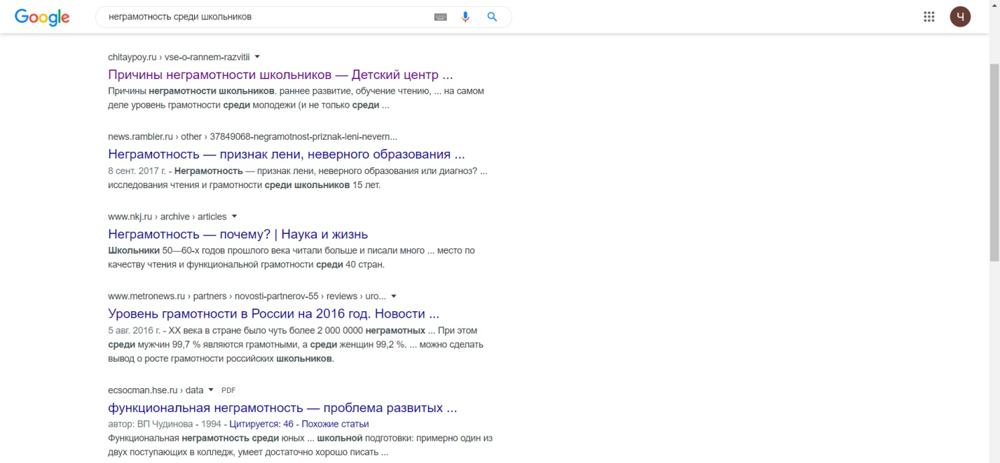 Google
неграмотность среди школьников
Ч
chitaypoy.ru › vse-o-rannem-razvitii
Причины неграмотности школьников — Детский центр ...
Причины неграмотности школьников. раннее развитие, обучение чтению, ... на самом
деле уровень грамотности среди молодежи (и не только среди ...
news.rambler.ru › other › 37849068-negramotnost-priznak-leni-nevern...
Неграмотность — признак лени, неверного образования ...
8 сент. 2017 г. - Неграмотность — признак лени, неверного образования или диагноз? ...
исследования чтения и грамотности среди школьников 15 лет.
www.nkj.ru › archive › articles
Неграмотность — почему? | Наука и жизнь
Школьники 50—60-х годов прошлого века читали больше и писали много ... место по
качеству чтения и функциональной грамотности среди 40 стран.
www.metronews.ru › partners › novosti-partnerov-55 › reviews › uro...
Уровень грамотности в России на 2016 год. Новости ...
5 авг. 2016 г. - XX века в стране было чуть более 2 000 0000 неграмотных ... При этом
среди мужчин 99,7 % являются грамотными, а среди женщин 99,2 %. ... можно сделать
вывод о росте грамотности российских школьников.
ecsocman.hse.ru › data PDF
функциональная неграмотность — проблема развитых ...
автор: ВП Чудинова - 1994 - Цитируется: 46 - Похожие статьи
Функциональная неграмотность среди юных ... школьной подготовки: примерно один из
двух поступающих в колледж, умеет достаточно хорошо писать ...